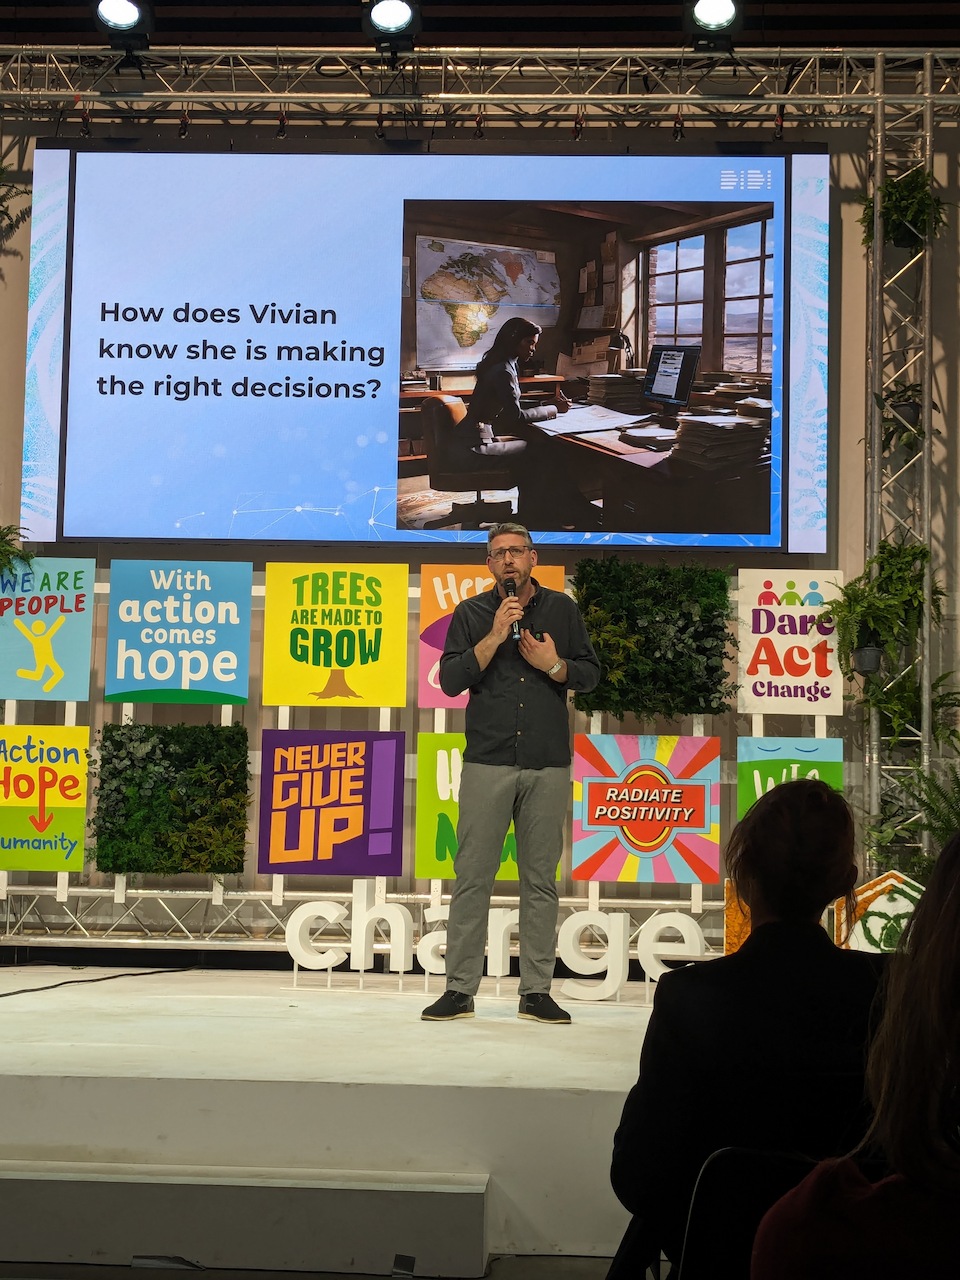 DIDI
How does Vivian
know she is making
the right decisions?
WE ARE
PEOPLE
With
action
comes
hope
TREES
ARE MADE TO
GROW
Dare
Act
Change
Action
Hope
umanity
NEVER
GIVE
UP!
RADIATE
POSITIVITY
change